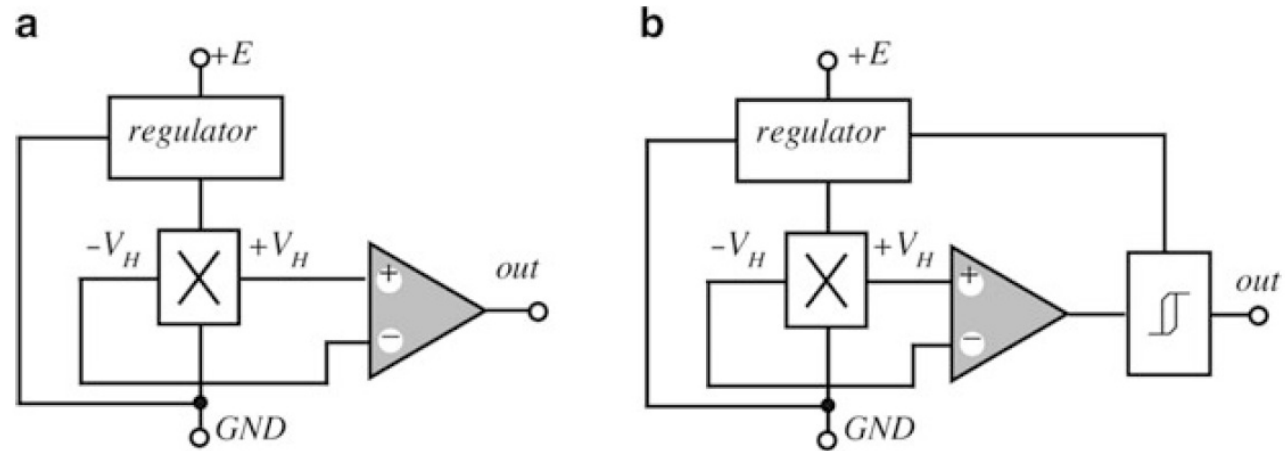 a
+E
regulator
–V_H
+V_H
+
–
out
GND
b
+E
regulator
–V_H
+V_H
+
–
out
GND